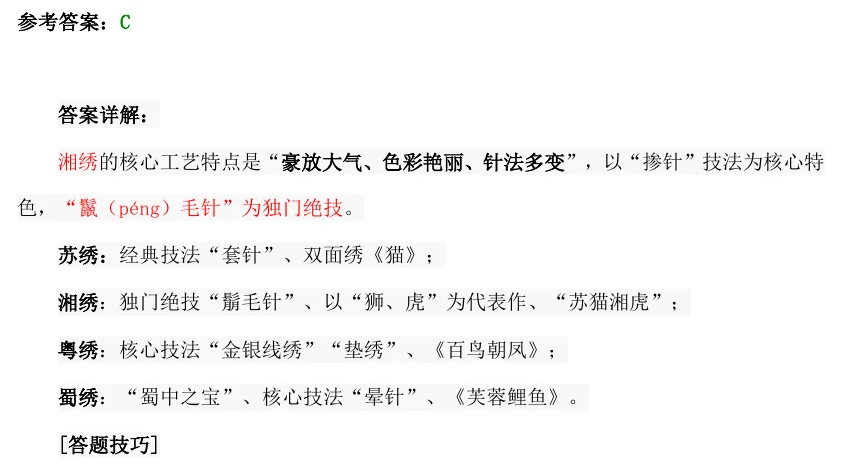 参考答案：C
答案详解：
湘绣的核心工艺特点是“豪放大气、色彩艳丽、针法多变”，以“掺针”技法为核心特
色，“鬣（péng）毛针”为独门绝技。
苏绣：经典技法“套针”、双面绣《猫》；
湘绣：独门绝技“鬅毛针”、以“狮、虎”为代表作、“苏猫湘虎”；
粤绣：核心技法“金银线绣”“垫绣”、《百鸟朝凤》；
蜀绣：“蜀中之宝”、核心技法“晕针”、《芙蓉鲤鱼》。
[答题技巧]